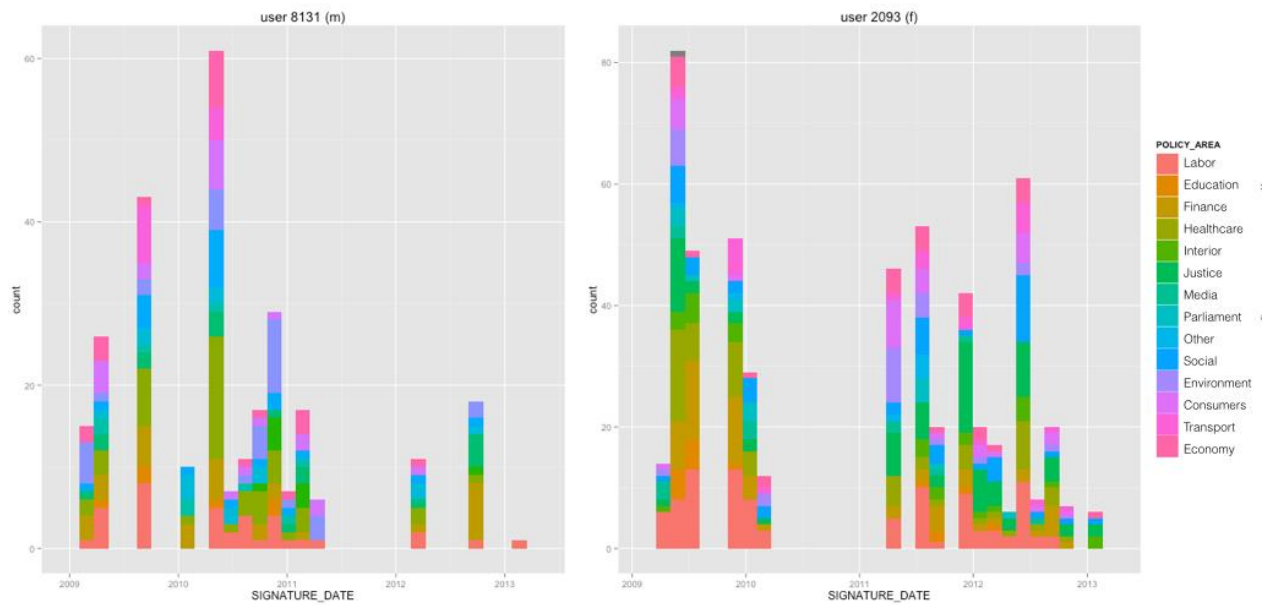 user 8131 (m)
user 2093 (f)
60
40
20
0
count
2009
2010
2011
2012
2013
SIGNATURE_DATE
80
60
40
20
0
count
2009
2010
2011
2012
2013
SIGNATURE_DATE
POLICY_AREA
Labor
Education
Finance
Healthcare
Interior
Justice
Media
Parliament
Other
Social
Environment
Consumers
Transport
Economy